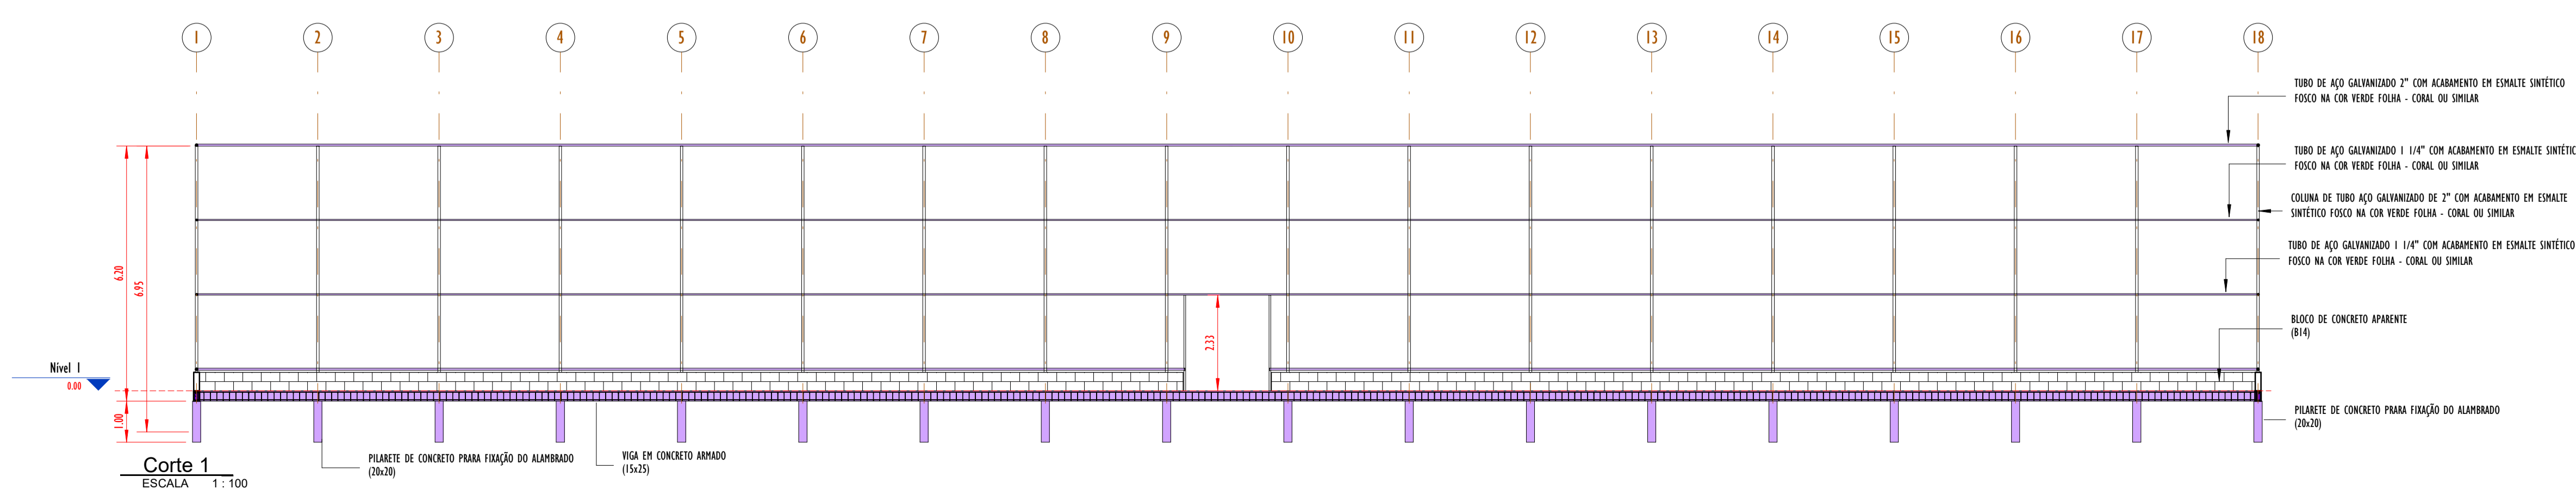 1 2 3 4 5 6 7 8 9 10 11 12 13 14 15 16 17 18
TUBO DE AÇO GALVANIZADO 2" COM ACABAMENTO EM ESMALTE SINTÉTICO
FOSCO NA COR VERDE FOLHA - CORAL OU SIMILAR
TUBO DE AÇO GALVANIZADO 1 1/4" COM ACABAMENTO EM ESMALTE SINTÉTIC
FOSCO NA COR VERDE FOLHA - CORAL OU SIMILAR
COLUNA DE TUBO AÇO GALVANIZADO DE 2" COM ACABAMENTO EM ESMALTE
SINTÉTICO FOSCO NA COR VERDE FOLHA - CORAL OU SIMILAR
TUBO DE AÇO GALVANIZADO 1 1/4" COM ACABAMENTO EM ESMALTE SINTÉTICO
FOSCO NA COR VERDE FOLHA - CORAL OU SIMILAR
6.20
6.95
2.33
BLOCO DE CONCRETO APARENTE
(B14)
Nivel 1
0.00
1.00
PILARETE DE CONCRETO PRARA FIXAÇÃO DO ALAMBRADO
(20x20)
PILARETE DE CONCRETO PRARA FIXAÇÃO DO ALAMBRADO
(20x20)
VIGA EM CONCRETO ARMADO
(15x25)
Corte 1
ESCALA 1 : 100